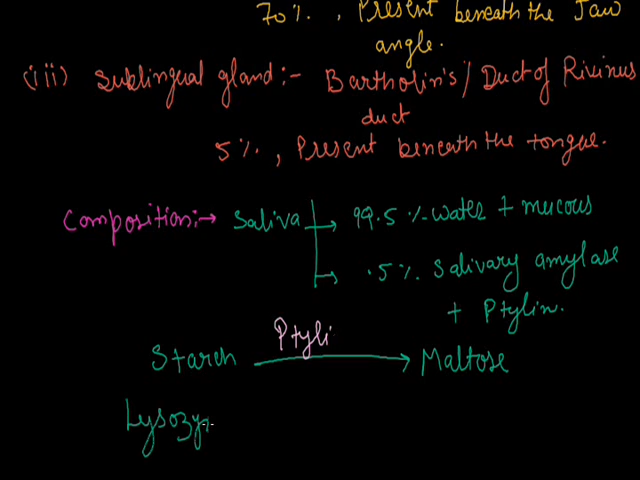 70%., Present beneath the Jaw
angle.
(iii) Sublingual gland:- Bartholin's/Duct of Rivinus
duct
5%., Present beneath the tongue.
Composition:→ Saliva → 99.5%. water + mucous
→ .5%. Salivary amylase
+ Ptylin.
Ptyli
Starch → Maltose
Lysozy